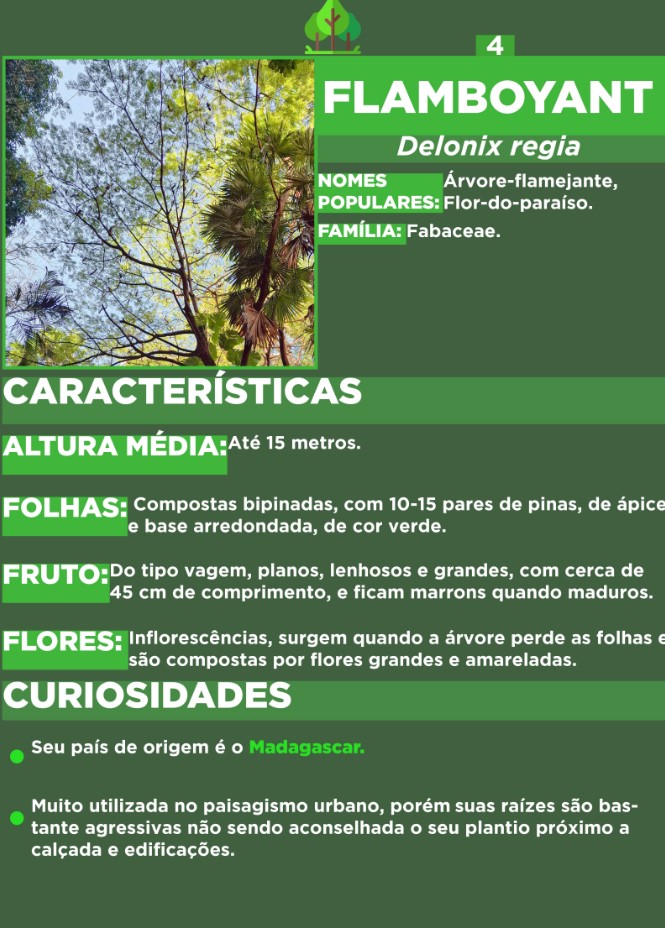 4
FLAMBOYANT
Delonix regia
NOMES POPULARES: Árvore-flamejante,
Flor-do-paraíso.
FAMÍLIA: Fabaceae.
CARACTERÍSTICAS
ALTURA MÉDIA: Até 15 metros.
FOLHAS: Compostas bipinadas, com 10-15 pares de pinas, de ápice
e base arredondada, de cor verde.
FRUTO: Do tipo vagem, planos, lenhosos e grandes, com cerca de
45 cm de comprimento, e ficam marrons quando maduros.
FLORES: Inflorescências, surgem quando a árvore perde as folhas e
são compostas por flores grandes e amareladas.
CURIOSIDADES
Seu país de origem é o Madagascar.
Muito utilizada no paisagismo urbano, porém suas raízes são bas-
tante agressivas não sendo aconselhada o seu plantio próximo a
calçada e edificações.